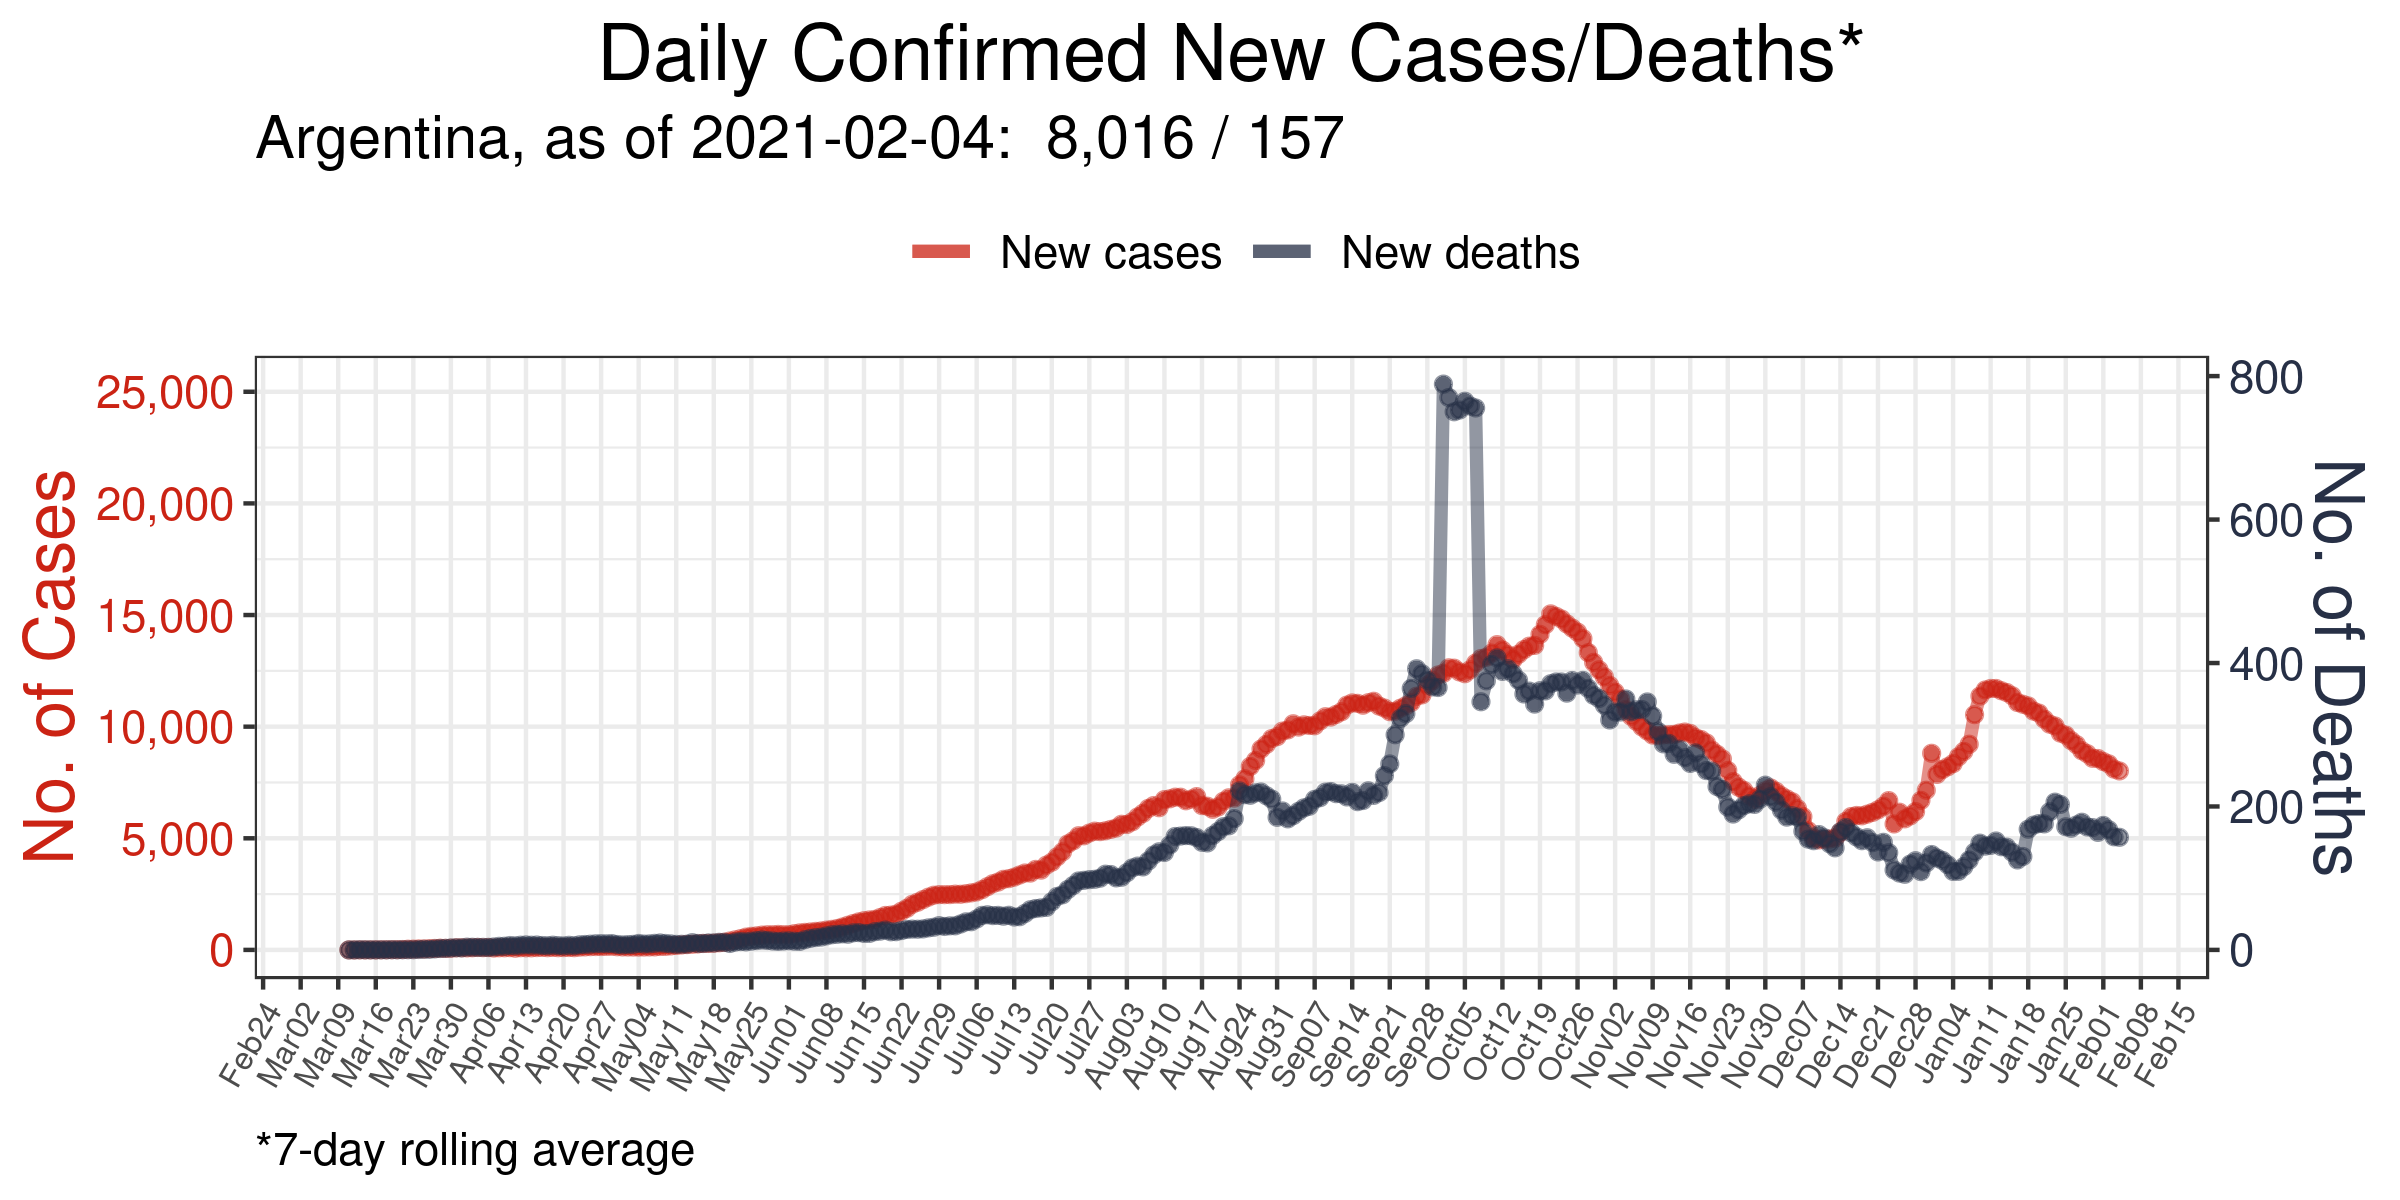 Daily Confirmed New Cases/Deaths*
Argentina, as of 2021-02-04:  8,016 / 157
New cases
New deaths
No. of Cases
25,000
20,000
15,000
10,000
5,000
0
800
600
400
200
0
No. of Deaths
Feb24
Mar02
Mar09
Mar16
Mar23
Mar30
Apr06
Apr13
Apr20
Apr27
May04
May11
May18
May25
Jun01
Jun08
Jun15
Jun22
Jun29
Jul06
Jul13
Jul20
Jul27
Aug03
Aug10
Aug17
Aug24
Aug31
Sep07
Sep14
Sep21
Sep28
Oct05
Oct12
Oct19
Oct26
Nov02
Nov09
Nov16
Nov23
Nov30
Dec07
Dec14
Dec21
Dec28
Jan04
Jan11
Jan18
Jan25
Feb01
Feb08
Feb15
*7-day rolling average